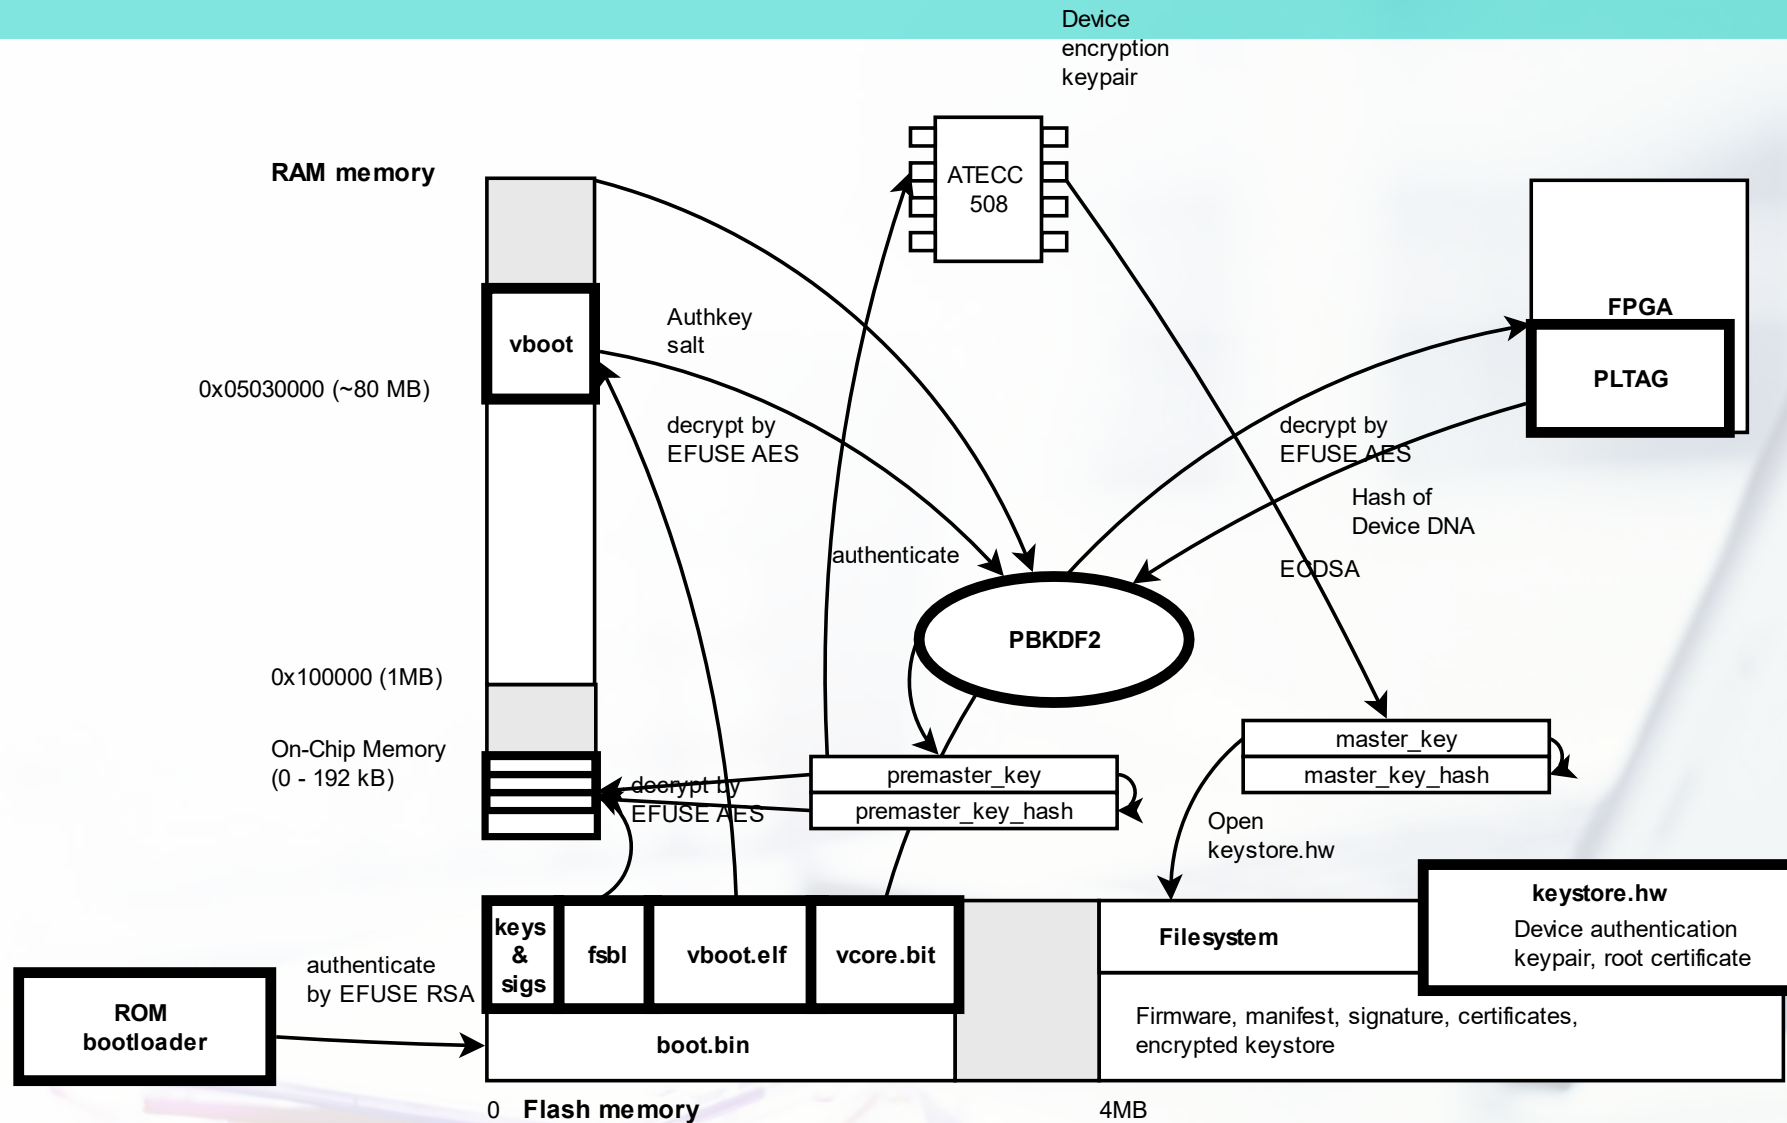 Device
encryption
keypair
RAM memory
ATECC
508
FPGA
Authkey
salt
vboot
PLTAG
0x05030000 (~80 MB)
decrypt by
EFUSE AES
decrypt by
EFUSE AES
Hash of
Device DNA
authenticate
ECDSA
PBKDF2
0x100000 (1MB)
On-Chip Memory
(0 - 192 kB)
master_key
master_key_hash
premaster_key
premaster_key_hash
decrypt by
EFUSE AES
Open
keystore.hw
keystore.hw
Device authentication
keypair, root certificate
keys
&
sigs
fsbl
vboot.elf
vcore.bit
Filesystem
authenticate
by EFUSE RSA
ROM
bootloader
boot.bin
Firmware, manifest, signature, certificates,
encrypted keystore
0 Flash memory
4MB